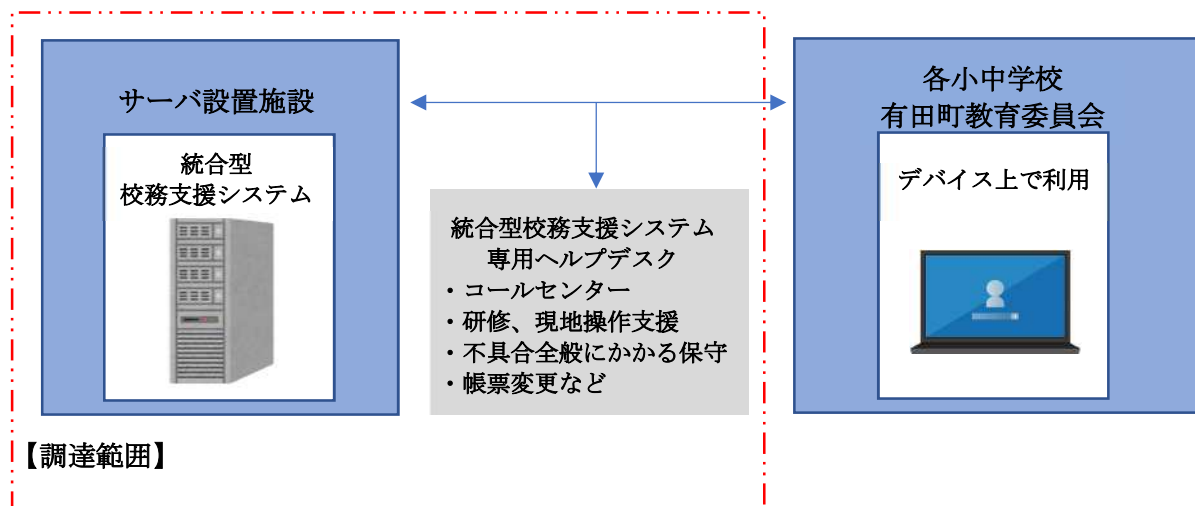 サーバ設置施設
統合型
校務支援システム
統合型校務支援システム
専用ヘルプデスク
・コールセンター
・研修、現地操作支援
・不具合全般にかかる保守
・帳票変更など
各小中学校
有田町教育委員会
デバイス上で利用
【調達範囲】